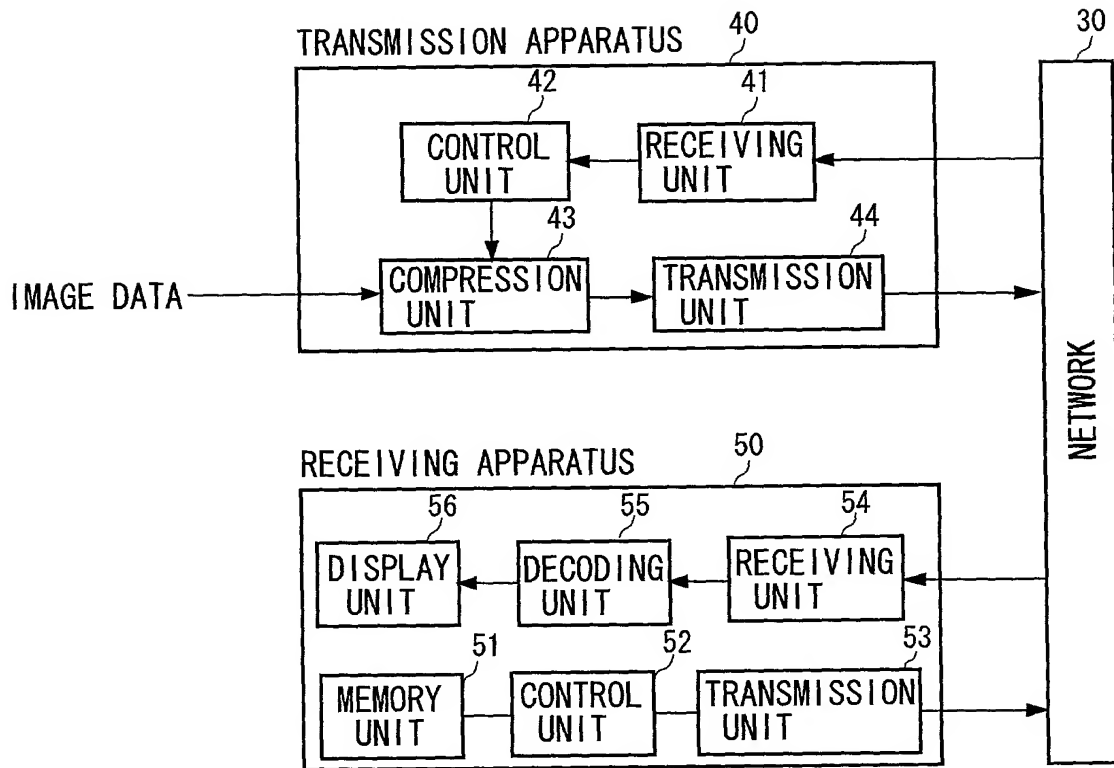 TRANSMISSION APPARATUS
40
30
42
41
CONTROL
UNIT
RECEIVING
UNIT
43
44
IMAGE DATA
COMPRESSION
UNIT
TRANSMISSION
UNIT
NETWORK
RECEIVING APPARATUS
50
56
55
54
DISPLAY
UNIT
DECODING
UNIT
RECEIVING
UNIT
51
52
53
MEMORY
UNIT
CONTROL
UNIT
TRANSMISSION
UNIT